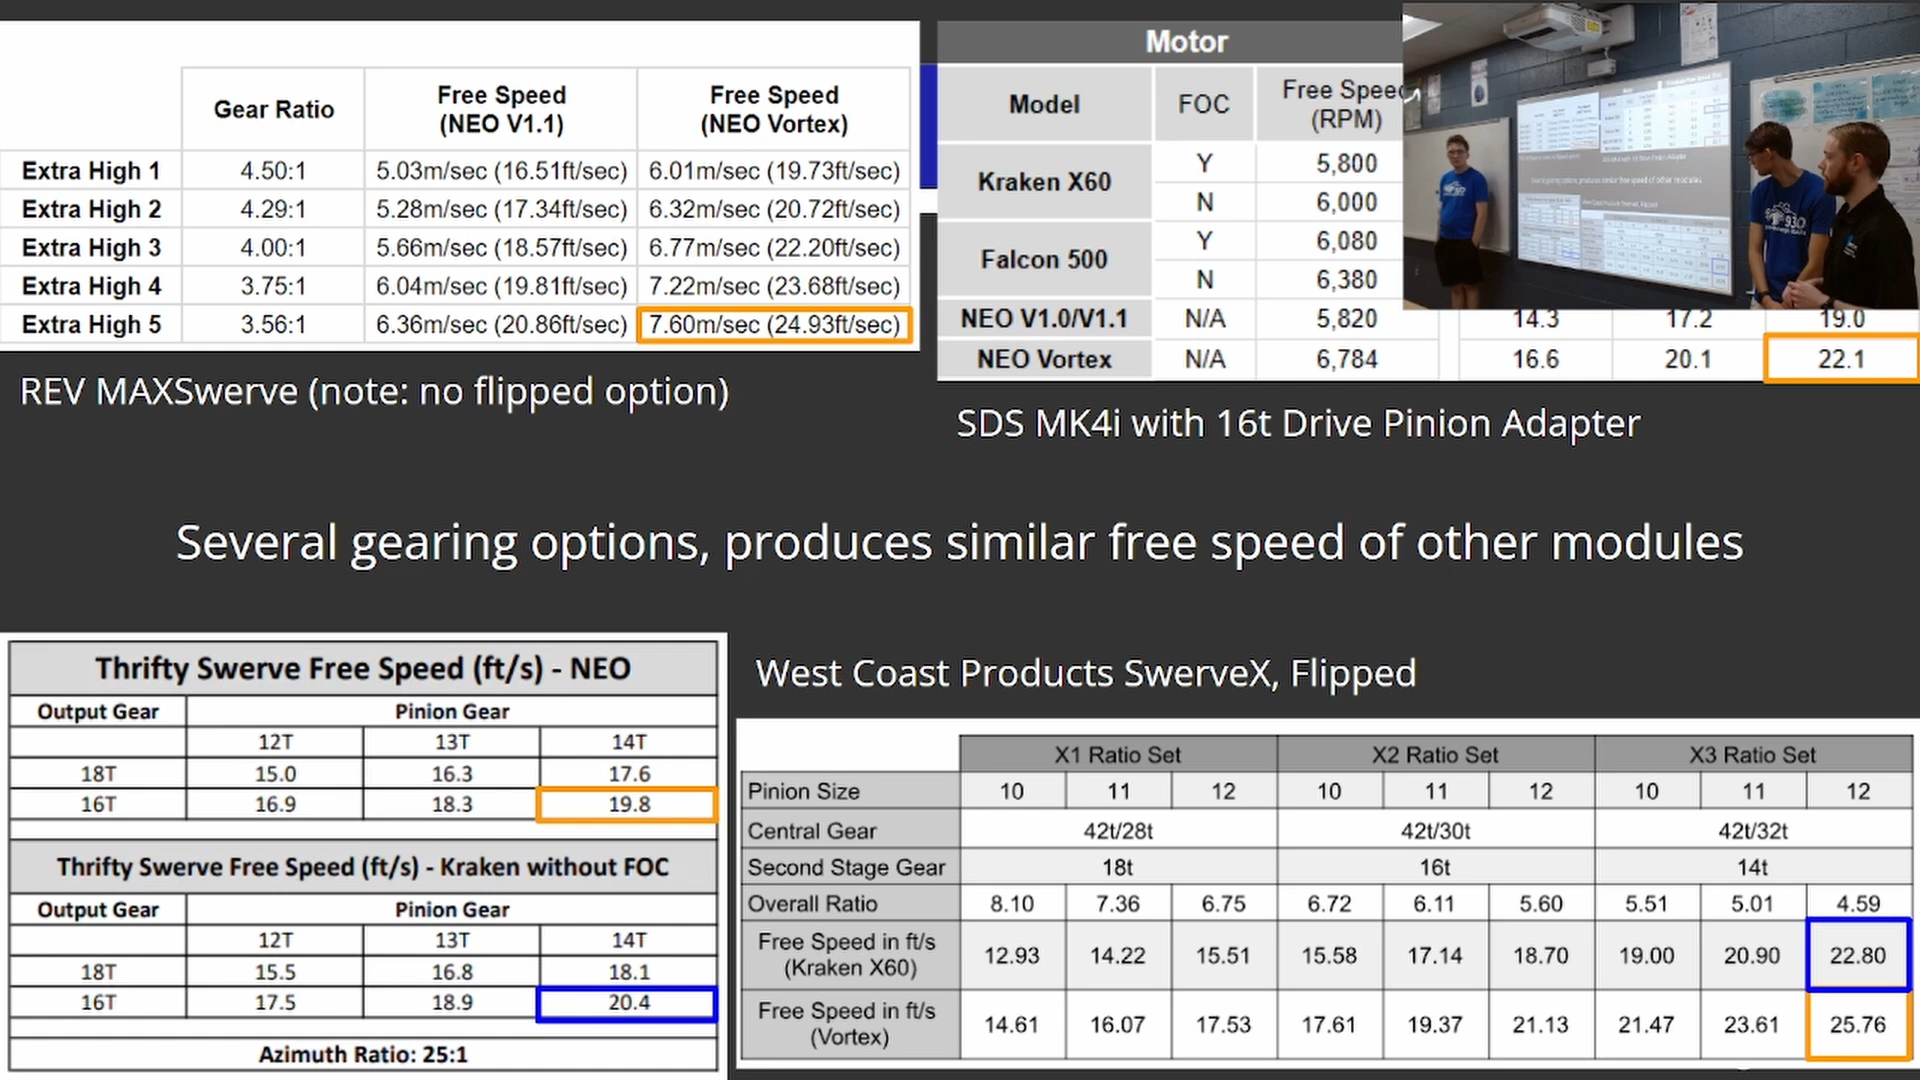 Gear Ratio
Free Speed
(NEO V1.1)
Free Speed
(NEO Vortex)
Extra High 1 4.50:1 5.03m/sec (16.51ft/sec) 6.01m/sec (19.73ft/sec)
Extra High 2 4.29:1 5.28m/sec (17.34ft/sec) 6.32m/sec (20.72ft/sec)
Extra High 3 4.00:1 5.66m/sec (18.57ft/sec) 6.77m/sec (22.20ft/sec)
Extra High 4 3.75:1 6.04m/sec (19.81ft/sec) 7.22m/sec (23.68ft/sec)
Extra High 5 3.56:1 6.36m/sec (20.86ft/sec) 7.60m/sec (24.93ft/sec)
REV MAXSwerve (note: no flipped option)
Motor
Model FOC
Free Speed
(RPM)
Kraken X60
Y 5,800
N 6,000
Falcon 500
Y 6,080
N 6,380
NEO V1.0/V1.1 N/A 5,820 14.3 17.2 19.0
NEO Vortex N/A 6,784 16.6 20.1 22.1
930
SDS MK4i with 16t Drive Pinion Adapter
Several gearing options, produces similar free speed of other modules
Thrifty Swerve Free Speed (ft/s) - NEO
Output Gear Pinion Gear
12T 13T 14T
18T 15.0 16.3 17.6
16T 16.9 18.3 19.8
Thrifty Swerve Free Speed (ft/s) - Kraken without FOC
Output Gear Pinion Gear
12T 13T 14T
18T 15.5 16.8 18.1
16T 17.5 18.9 20.4
Azimuth Ratio: 25:1
West Coast Products SwerveX, Flipped
X1 Ratio Set X2 Ratio Set X3 Ratio Set
Pinion Size 10 11 12 10 11 12 10 11 12
Central Gear 42t/28t 42t/30t 42t/32t
Second Stage Gear 18t 16t 14t
Overall Ratio 8.10 7.36 6.75 6.72 6.11 5.60 5.51 5.01 4.59
Free Speed in ft/s
(Kraken X60)
12.93 14.22 15.51 15.58 17.14 18.70 19.00 20.90 22.80
Free Speed in ft/s
(Vortex)
14.61 16.07 17.53 17.61 19.37 21.13 21.47 23.61 25.76